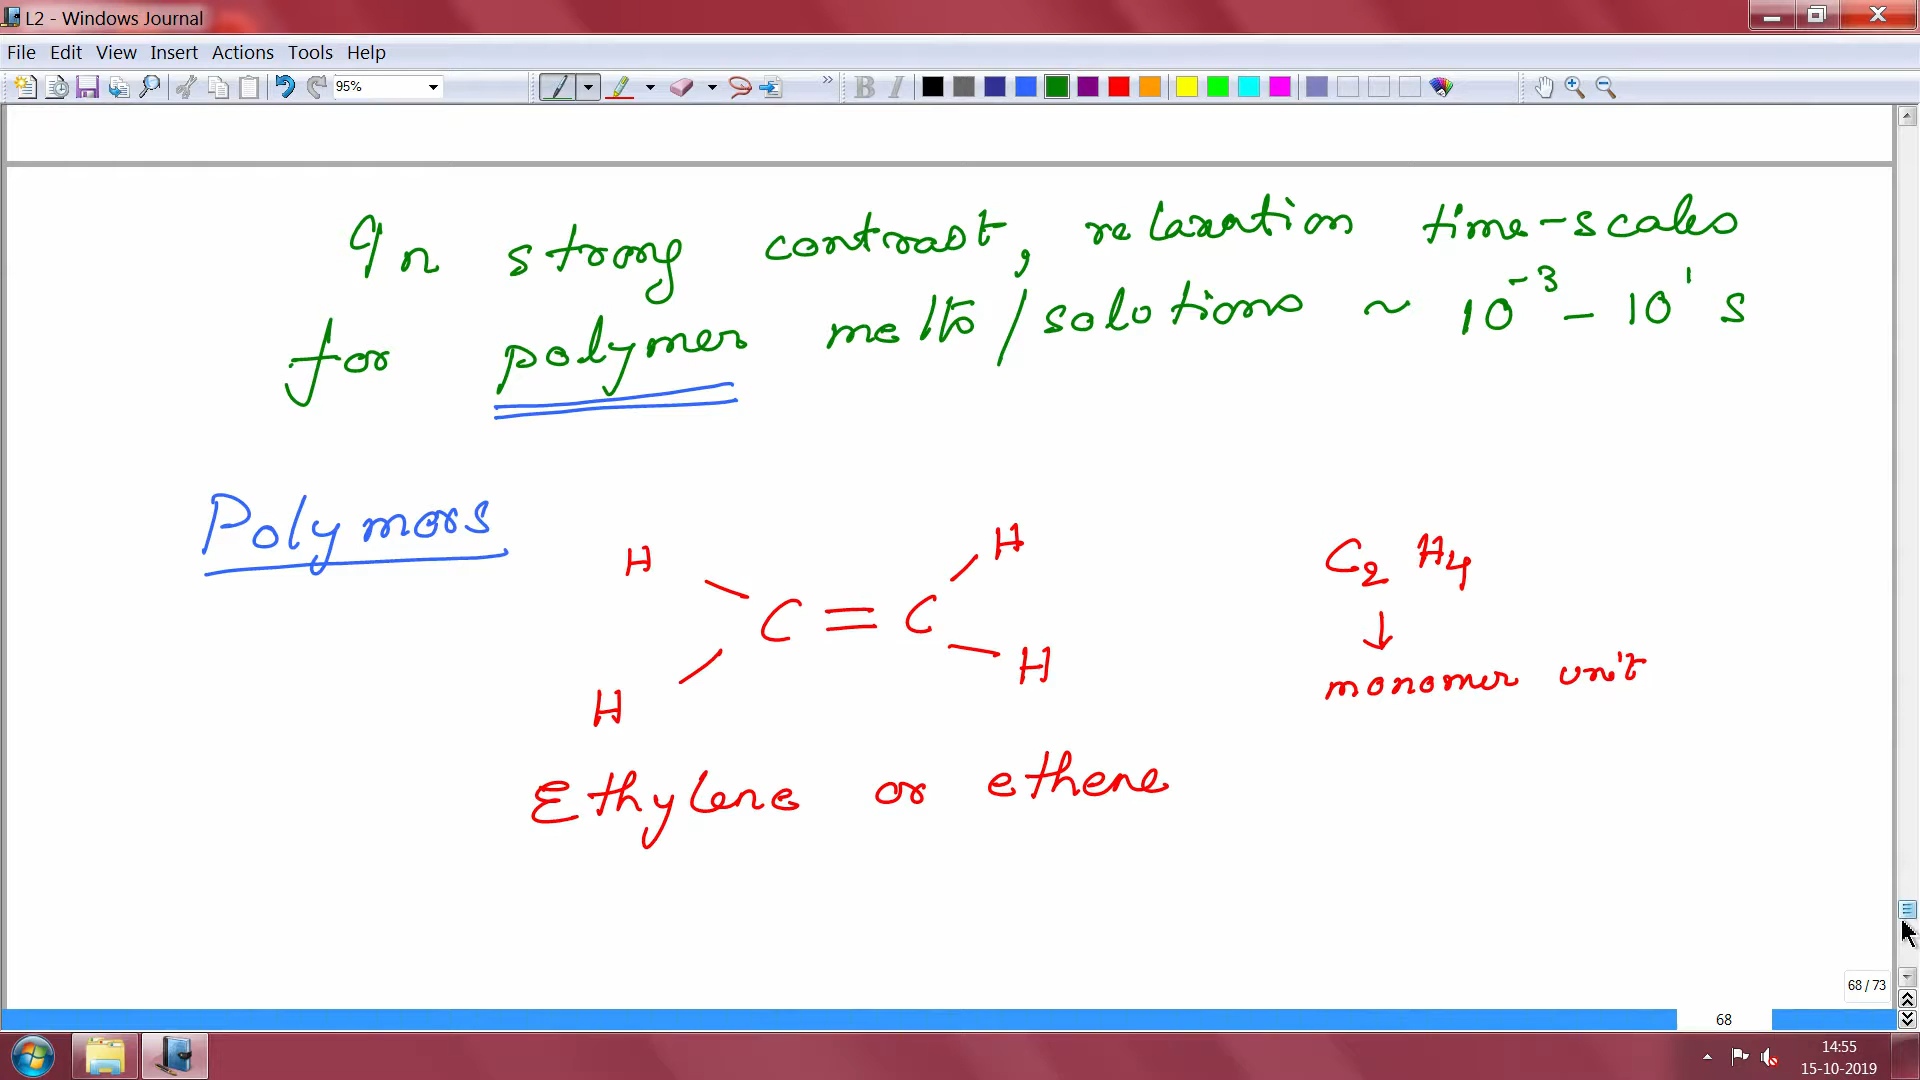 L2 - Windows Journal
File Edit View Insert Actions Tools Help
95%
In strong contrast, relaxation time-scales
for polymer melts/solutions ~ 10⁻³ - 10¹ s
Polymers
H H
C = C
H H
C₂ H₄
↓
monomer unit
Ethylene or ethene
68 / 73
68
14:55
15-10-2019